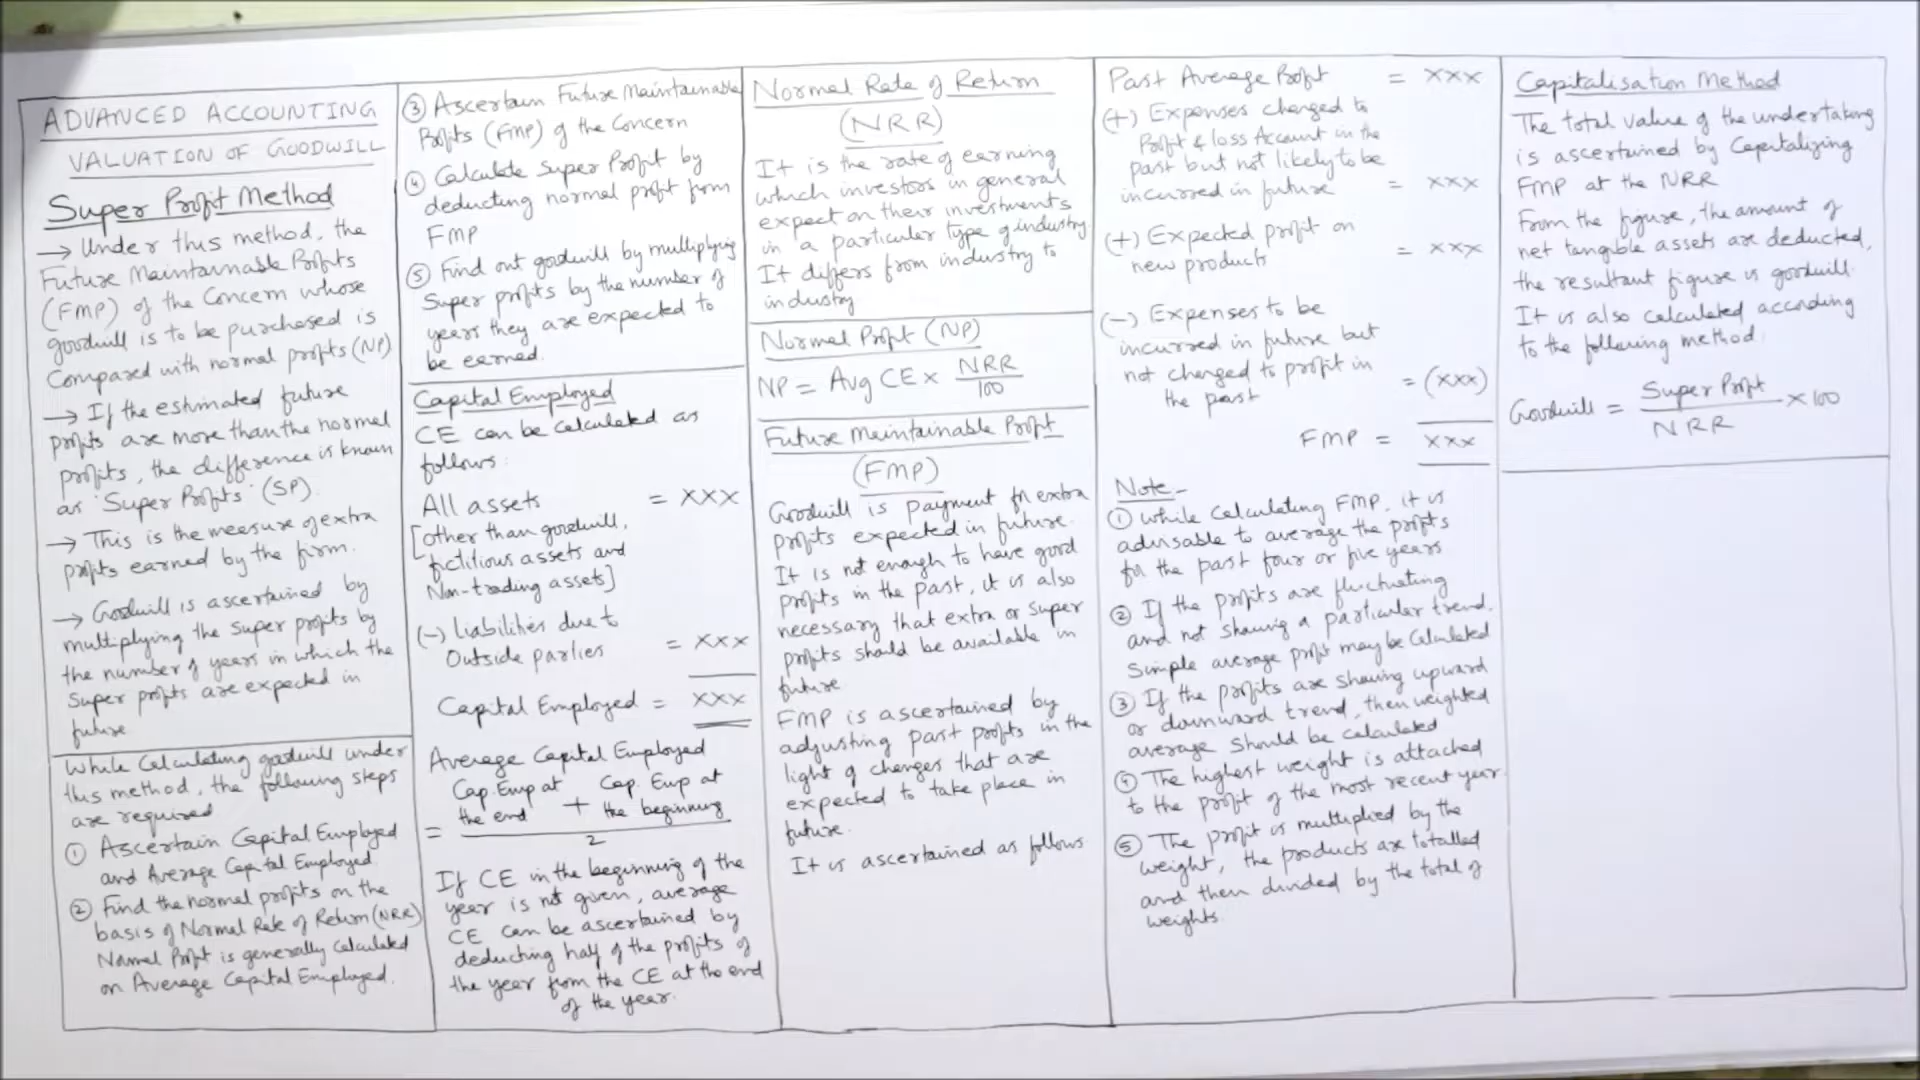 ADVANCED ACCOUNTING
VALUATION OF GOODWILL
Super Profit Method
→ Under this method, the
Future Maintainable Profits
(FMP) of the Concern whose
goodwill is to be purchased is
Compared with normal profits (NP)
→ If the estimated future
profits are more than the normal
profits, the difference is known
as 'Super Profits' (SP).
→ This is the measure of extra
profits earned by the firm.
→ Goodwill is ascertained by
multiplying the super profits by
the number of years in which the
Super profits are expected in
future
While Calculating goodwill under
this method, the following steps
are required
① Ascertain Capital Employed
and Average Capital Employed.
② Find the normal profits on the
basis of Normal Rate of Return (NRR)
Normal Profit is generally calculated
on Average Capital Employed.
③ Ascertain Future Maintainable
Profits (FMP) of the Concern
④ Calculate Super Profit by
deducting normal profit from
FMP
⑤ Find out goodwill by multiplying
Super profits by the number of
years they are expected to
be earned.
Capital Employed
CE can be calculated as
follows:
All assets = XXX
[other than goodwill,
fictitious assets and
Non-trading assets]
(-) liabilities due to
Outside parties = XXX
Capital Employed = XXX
Average Capital Employed
Cap. Emp at + Cap. Emp at
the end the beginning
=
2
If CE in the beginning of the
year is not given, average
CE can be ascertained by
deducting half of the profits of
the year from the CE at the end
of the year.
Normal Rate of Return
(NRR)
It is the rate of earning
which investors in general
expect on their investments
in a particular type of industry.
It differs from industry to
industry
Normal Profit (NP)
NP = Avg CE × NRR
100
Future Maintainable Profit
(FMP)
Goodwill is payment for extra
profits expected in future.
It is not enough to have good
profits in the past, it is also
necessary that extra or super
profits should be available in
future
FMP is ascertained by
adjusting past profits in the
light of changes that are
expected to take place in
future.
It is ascertained as follows
Past Average Profit = XXX
(+) Expenses charged to
Profit & loss Account in the
past but not likely to be
incurred in future = XXX
(+) Expected profit on
new products = XXX
(-) Expenses to be
incurred in future but
not charged to profit in
the past = (XXX)
FMP = XXX
Note -
① While Calculating FMP, it is
advisable to average the profits
for the past four or five years
② If the profits are fluctuating
and not showing a particular trend.
Simple average profit may be Calculated
③ If the profits are showing upward
or downward trend, then weighted
average should be calculated
④ The highest weight is attached
to the profit of the most recent year.
⑤ The profit is multiplied by the
weight, the products are totalled
and then divided by the total of
weights.
Capitalisation Method
The total value of the undertaking
is ascertained by Capitalizing
FMP at the NRR
From the figure, the amount of
net tangible assets are deducted,
the resultant figure is goodwill.
It is also calculated according
to the following method.
Goodwill = Super Profit × 100
NRR